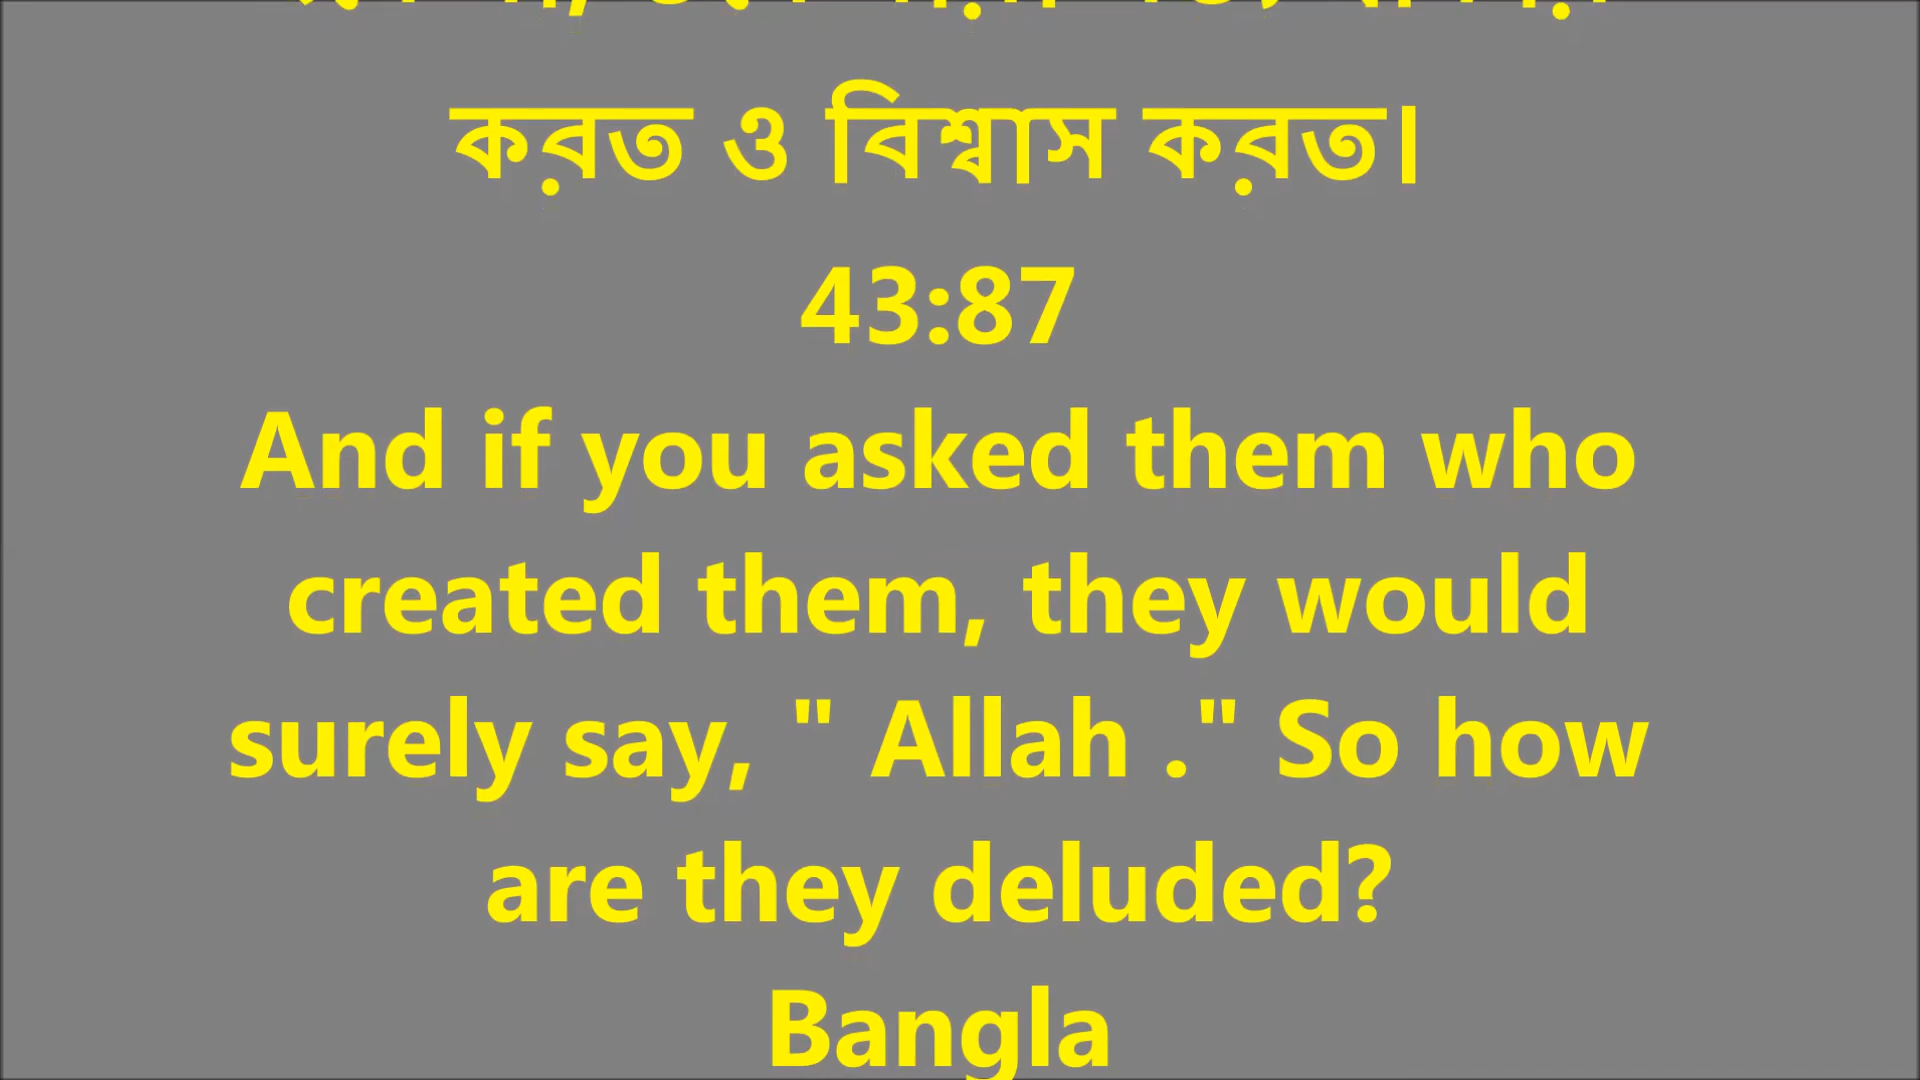 করত ও বিশ্বাস করত।
43:87
And if you asked them who
created them, they would
surely say, " Allah ." So how
are they deluded?
Bangla